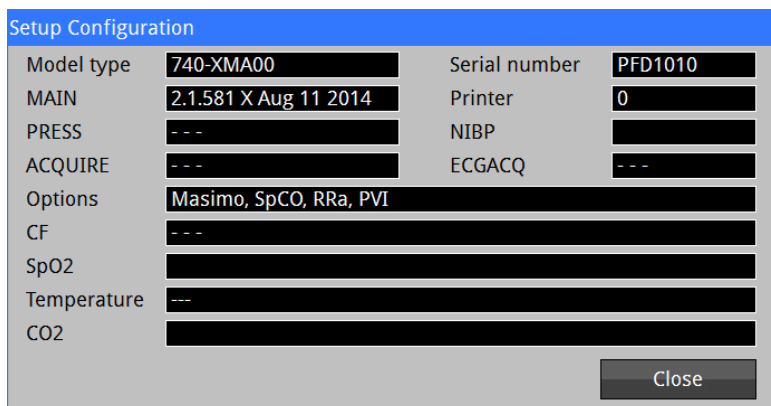 Setup Configuration
Model type 740-XMA00 Serial number PFD1010
MAIN 2.1.581 X Aug 11 2014 Printer 0
PRESS - - - NIBP
ACQUIRE - - - ECGACQ - - -
Options Masimo, SpCO, RRa, PVI
CF - - -
SpO2
Temperature ---
CO2
Close